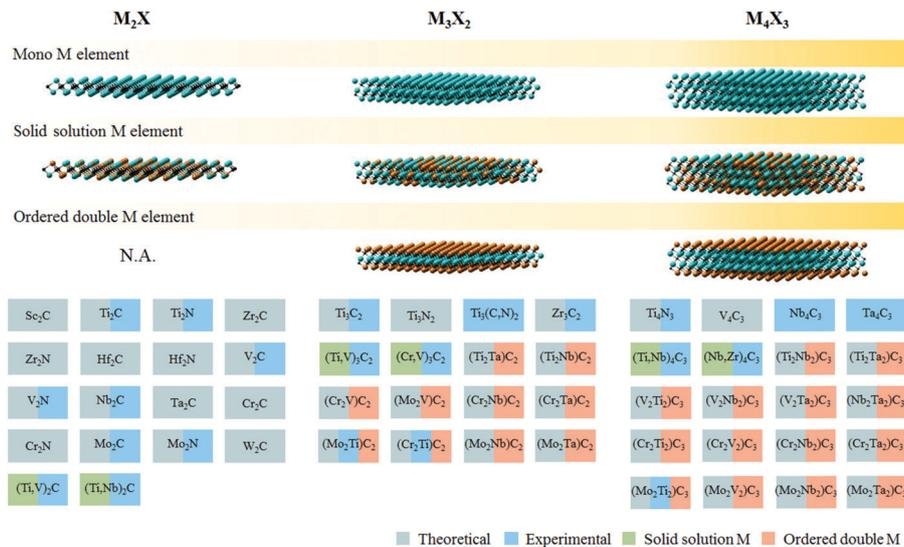 M₂X M₃X₂ M₄X₃
Mono M element
Solid solution M element
Ordered double M element
N.A.
Sc₂C Ti₂C Ti₂N Zr₂C Ti₃C₂ Ti₃N₂ Ti₃(C,N)₂ Zr₃C₂ Ti₄N₃ V₄C₃ Nb₄C₃ Ta₄C₃
Zr₂N Hf₂C Hf₂N V₂C (Ti,V)₃C₂ (Cr,V)₃C₂ (Ti₂Ta)C₂ (Ti₂Nb)C₂ (Ti,Nb)₄C₃ (Nb,Zr)₄C₃ (Ti₂Nb₂)C₃ (Ti₂Ta₂)C₃
V₂N Nb₂C Ta₂C Cr₂C (Cr₂V)C₂ (Mo₂V)C₂ (Cr₂Nb)C₂ (Cr₂Ta)C₂ (V₂Ti₂)C₃ (V₂Nb₂)C₃ (V₂Ta₂)C₃ (Nb₂Ta₂)C₃
Cr₂N Mo₂C Mo₂N W₂C (Mo₂Ti)C₂ (Cr₂Ti)C₂ (Mo₂Nb)C₂ (Mo₂Ta)C₂ (Cr₂Ti₂)C₃ (Cr₂V₂)C₃ (Cr₂Nb₂)C₃ (Cr₂Ta₂)C₃
(Ti,V)₂C (Ti,Nb)₂C (Mo₂Ti₂)C₃ (Mo₂V₂)C₃ (Mo₂Nb₂)C₃ (Mo₂Ta₂)C₃
Theoretical Experimental Solid solution M Ordered double M